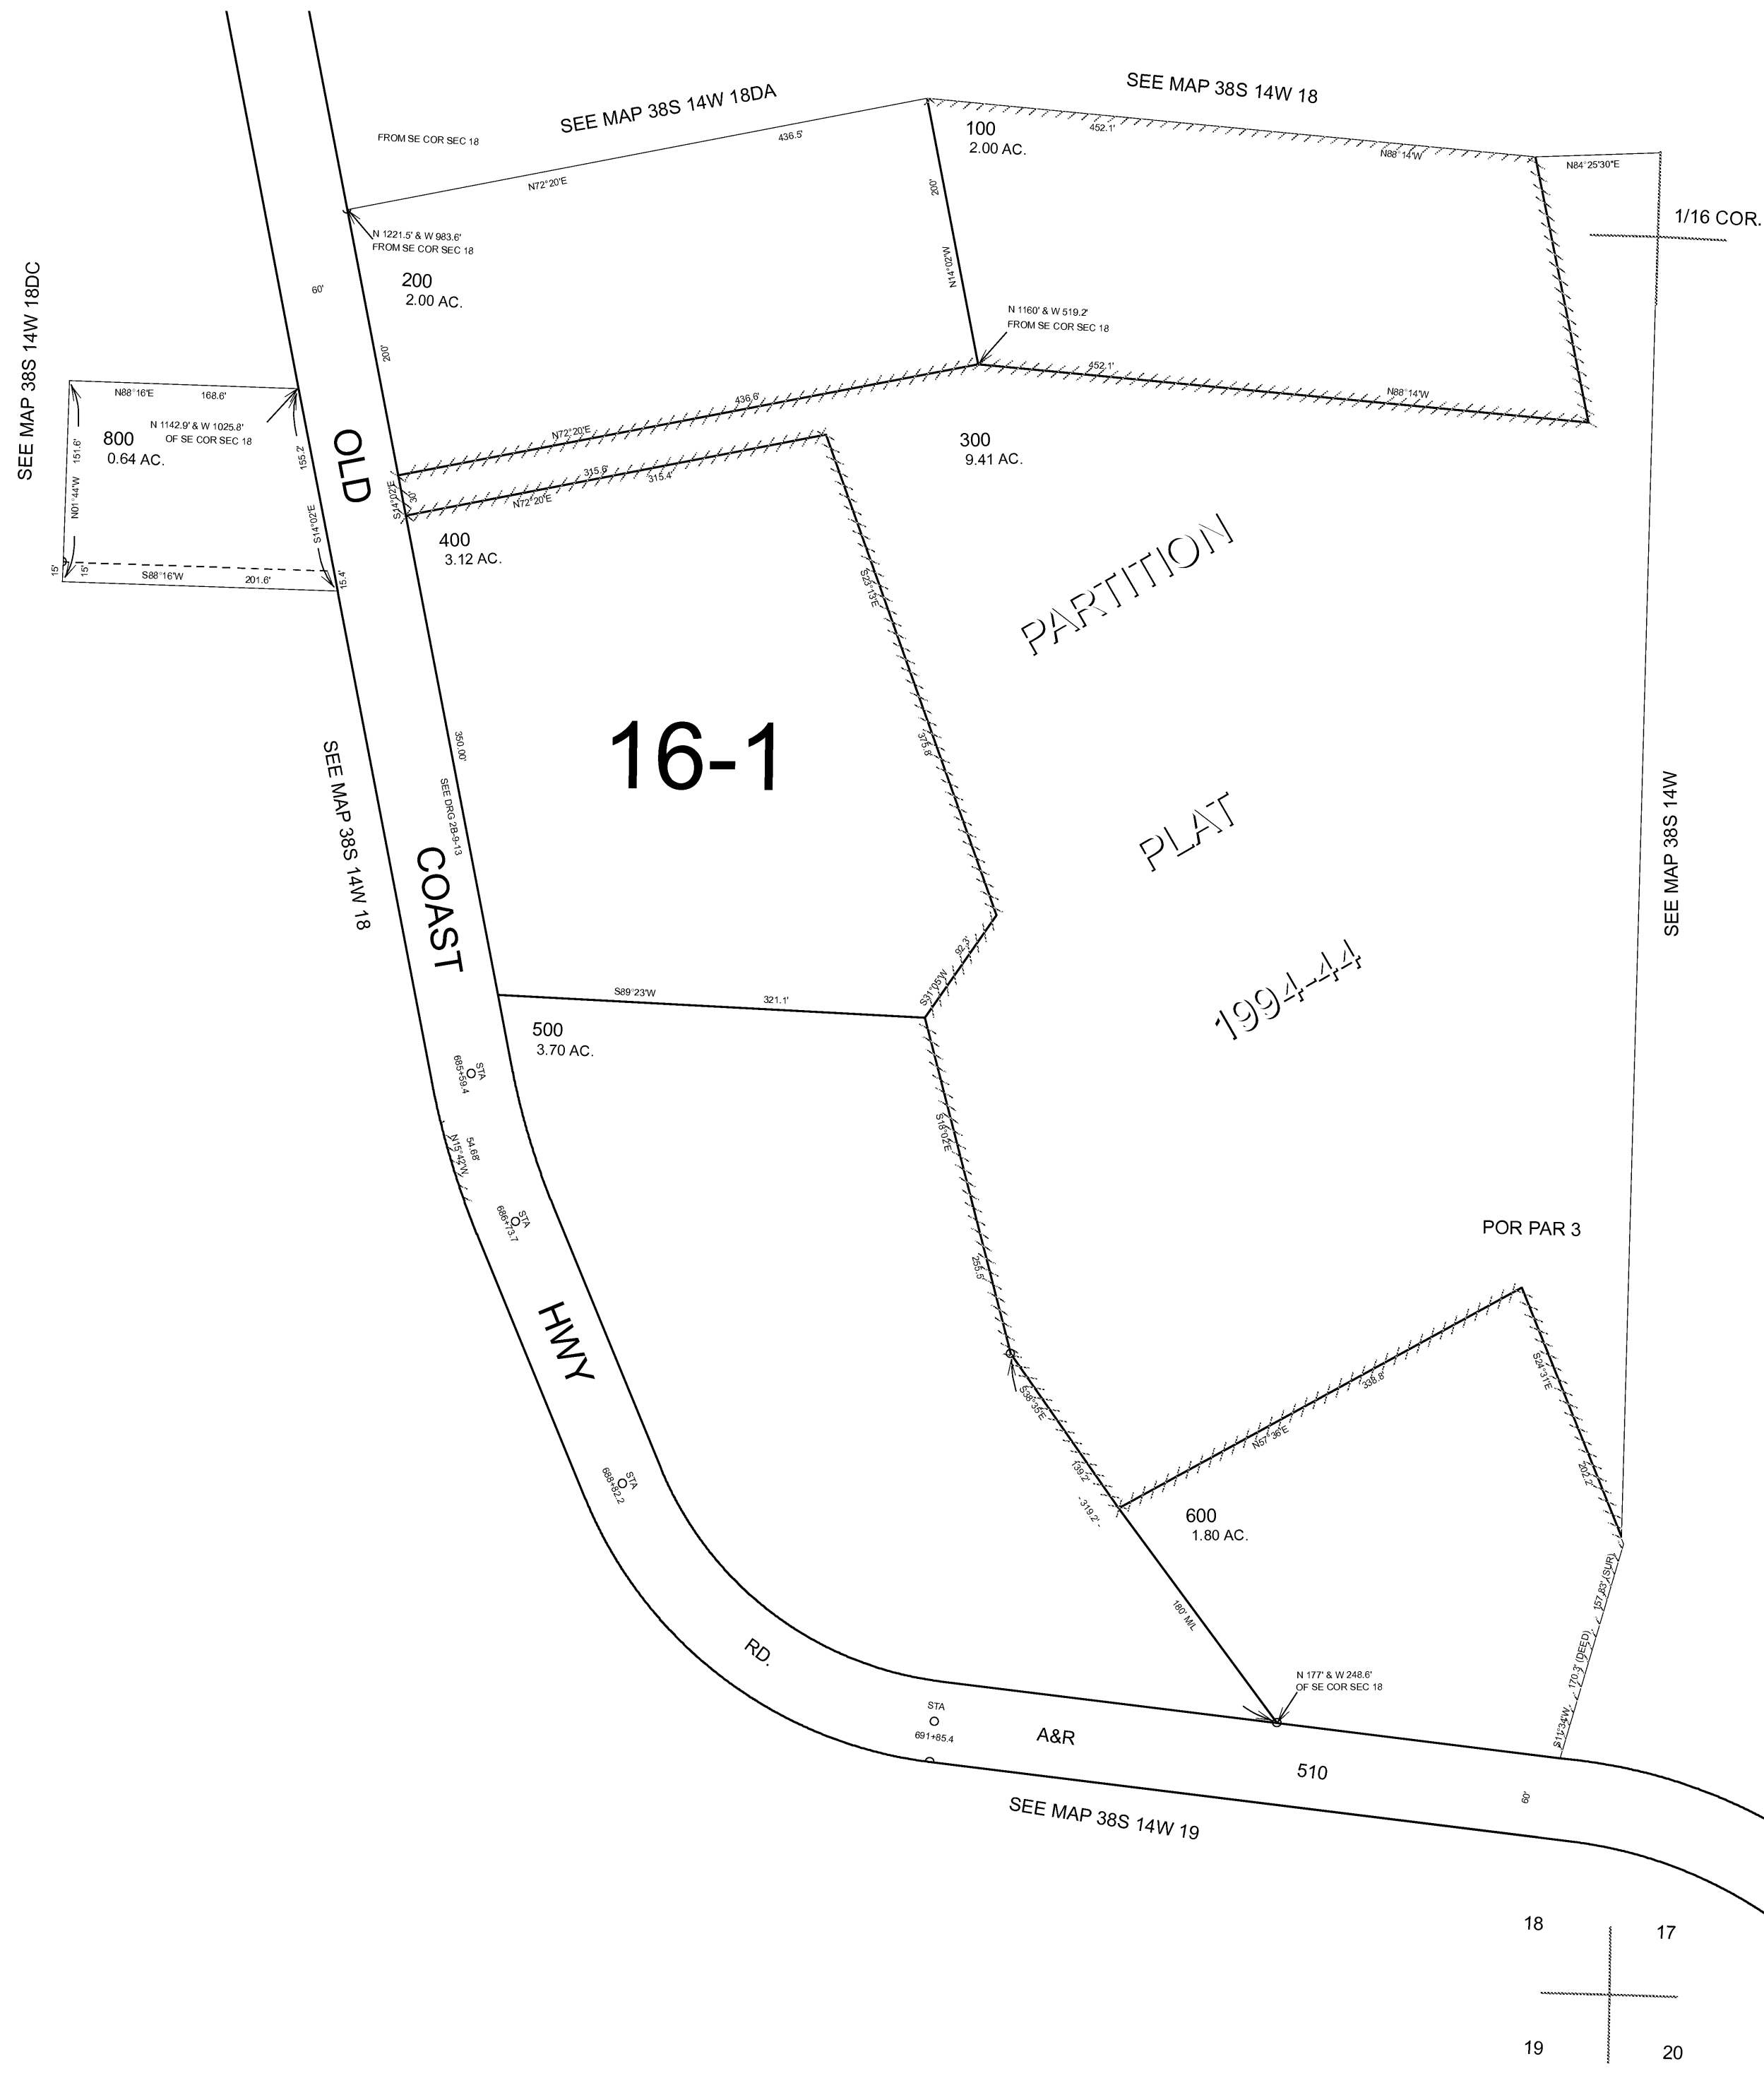 SEE MAP 38S 14W 18DA
SEE MAP 38S 14W 18
FROM SE COR SEC 18
436.5'
N72°20'E
100
2.00 AC.
452.1'
N88°14'W
N84°25'30"E
1/16 COR.
N 1221.5' & W 983.6'
FROM SE COR SEC 18
200
2.00 AC.
60'
200'
200'
N14°02'W
N 1160' & W 519.2'
FROM SE COR SEC 18
452.1'
N88°14'W
436.6'
N72°20'E
SEE MAP 38S 14W 18DC
N88°16'E
168.6'
N 1142.9' & W 1025.8'
OF SE COR SEC 18
800
0.64 AC.
151.6'
N01°44'W
155.2'
S14°02'E
15'
15'
S88°16'W
201.6'
15.4'
OLD
S14°02'E
30'
315.6'
315.4'
N72°20'E
300
9.41 AC.
400
3.12 AC.
S23°13'E
375.8'
PARTITION
PLAT
1994-44
16-1
350.00'
SEE DRG 2B-9-13
SEE MAP 38S 14W 18
SEE MAP 38S 14W
COAST
92.3'
S31°05'W
S89°23'W
321.1'
500
3.70 AC.
STA
685+59.4
54.68'
N15°42'W
STA
686+73.7
S18°02'E
255.5'
POR PAR 3
HWY
S38°35'E
139.2'
- 319.2' -
338.8'
N57°36'E
S24°31'E
202.2'
STA
688+82.2
600
1.80 AC.
157.83' (SUR)
170.3' (DEED)
S11°34'W
180' M/L
RD.
N 177' & W 248.6'
OF SE COR SEC 18
STA
691+85.4
A&R
510
60'
SEE MAP 38S 14W 19
18
17
19
20